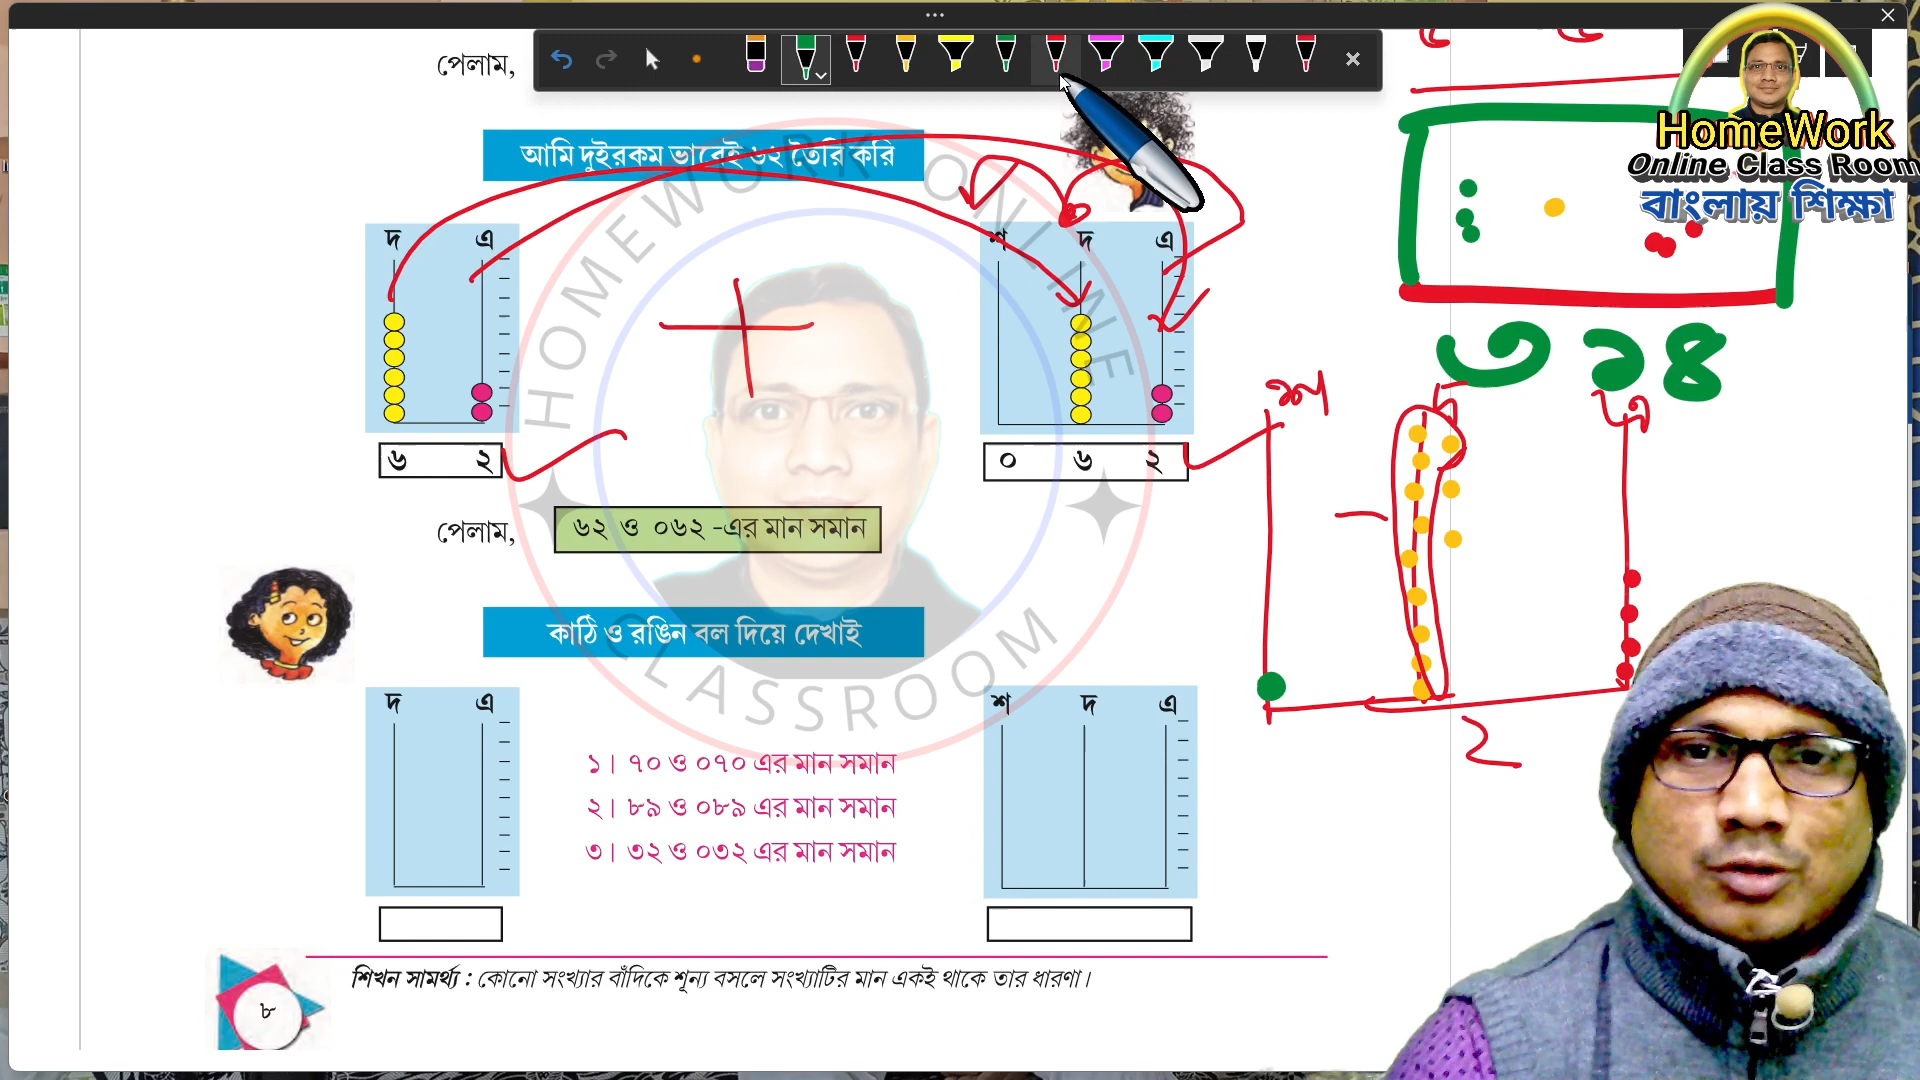 পেলাম,
HomeWork
Online Class Room
বাংলায় শিক্ষা
আমি দুইরকম ভাবেই ৬২ তৈরি করি
দ এ
শ দ এ
৬ ২
০ ৬ ২
৩ ১৪
শ
এ
পেলাম, ৬২ ও ০৬২ -এর মান সমান
HOMEWORK ONLINE
CLASSROOM
কাঠি ও রঙিন বল দিয়ে দেখাই
দ এ
শ দ এ
১। ৭০ ও ০৭০ এর মান সমান
২। ৮৯ ও ০৮৯ এর মান সমান
৩। ৩২ ও ০৩২ এর মান সমান
শিখন সামর্থ্য : কোনো সংখ্যার বাঁদিকে শূন্য বসলে সংখ্যাটির মান একই থাকে তার ধারণা।
৮